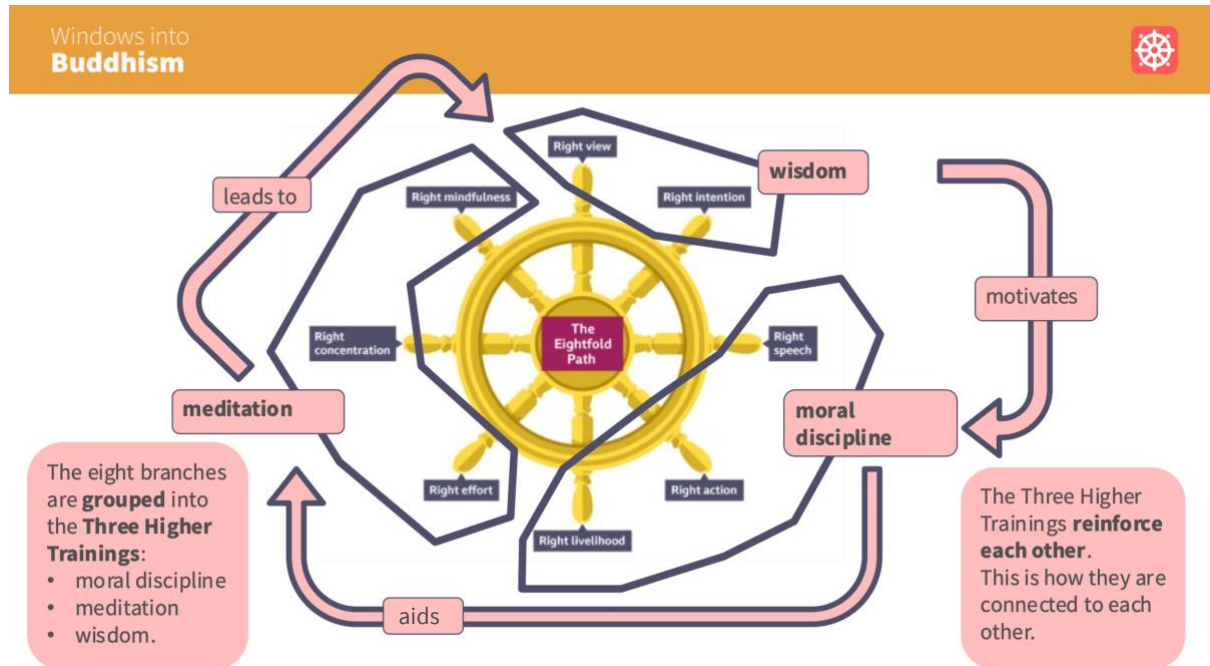 Windows into
Buddhism
Right view
wisdom
Right mindfulness
Right intention
leads to
motivates
Right
concentration
The
Eightfold
Path
Right
speech
meditation
moral
discipline
The eight branches
are grouped into
the Three Higher
Trainings:
• moral discipline
• meditation
• wisdom.
Right effort
Right action
Right livelihood
The Three Higher
Trainings reinforce
each other.
This is how they are
connected to each
other.
aids